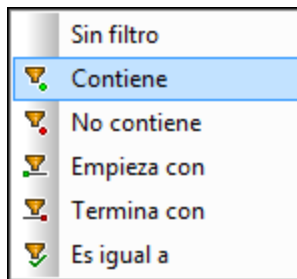 Sin filtro
Contiene
No contiene
Empieza con
Termina con
Es igual a